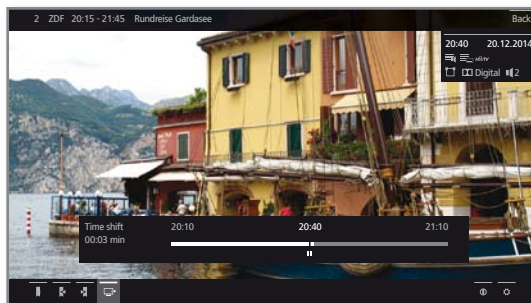 2 ZDF 20:15 - 21:45 Rundreise Gardasee Back
20:40 20.12.2014
Digital 2
Time shift 20:10 20:40 21:10
00:03 min